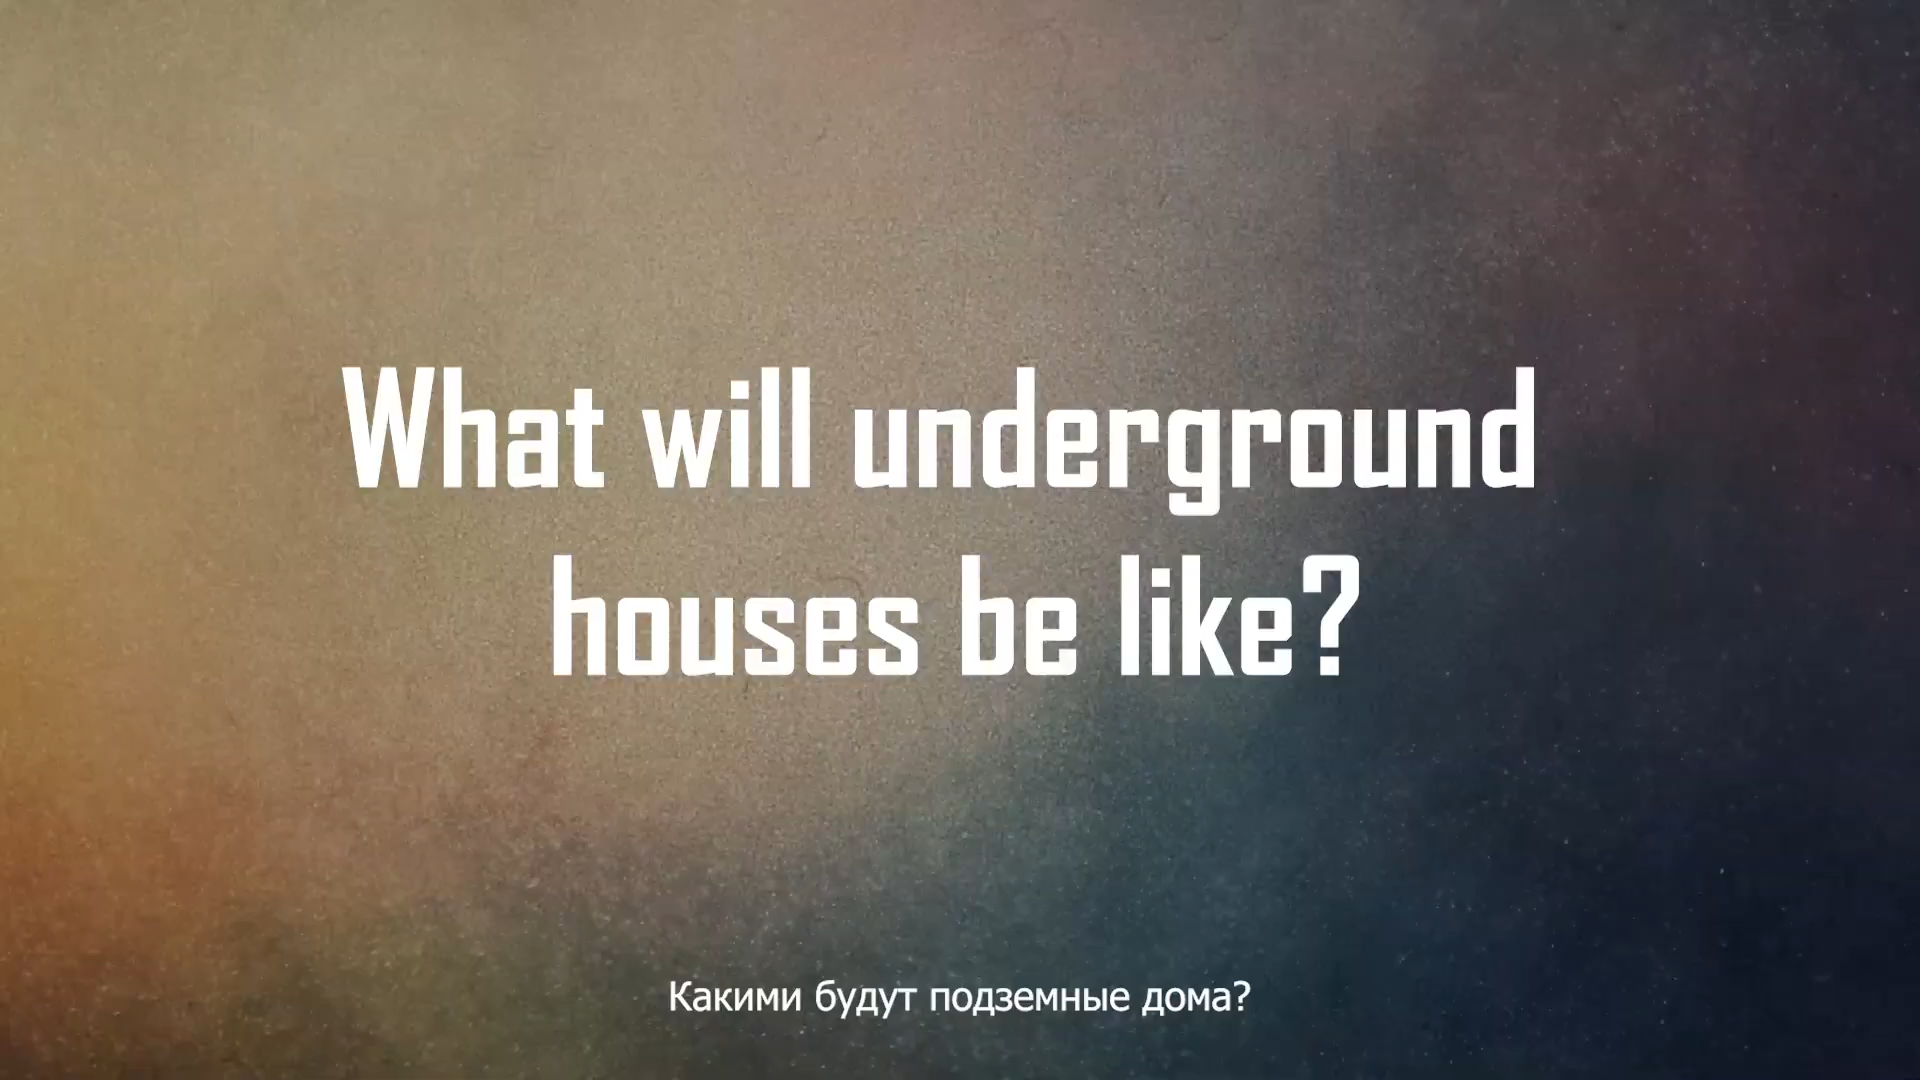 What will underground
houses be like?
Какими будут подземные дома?